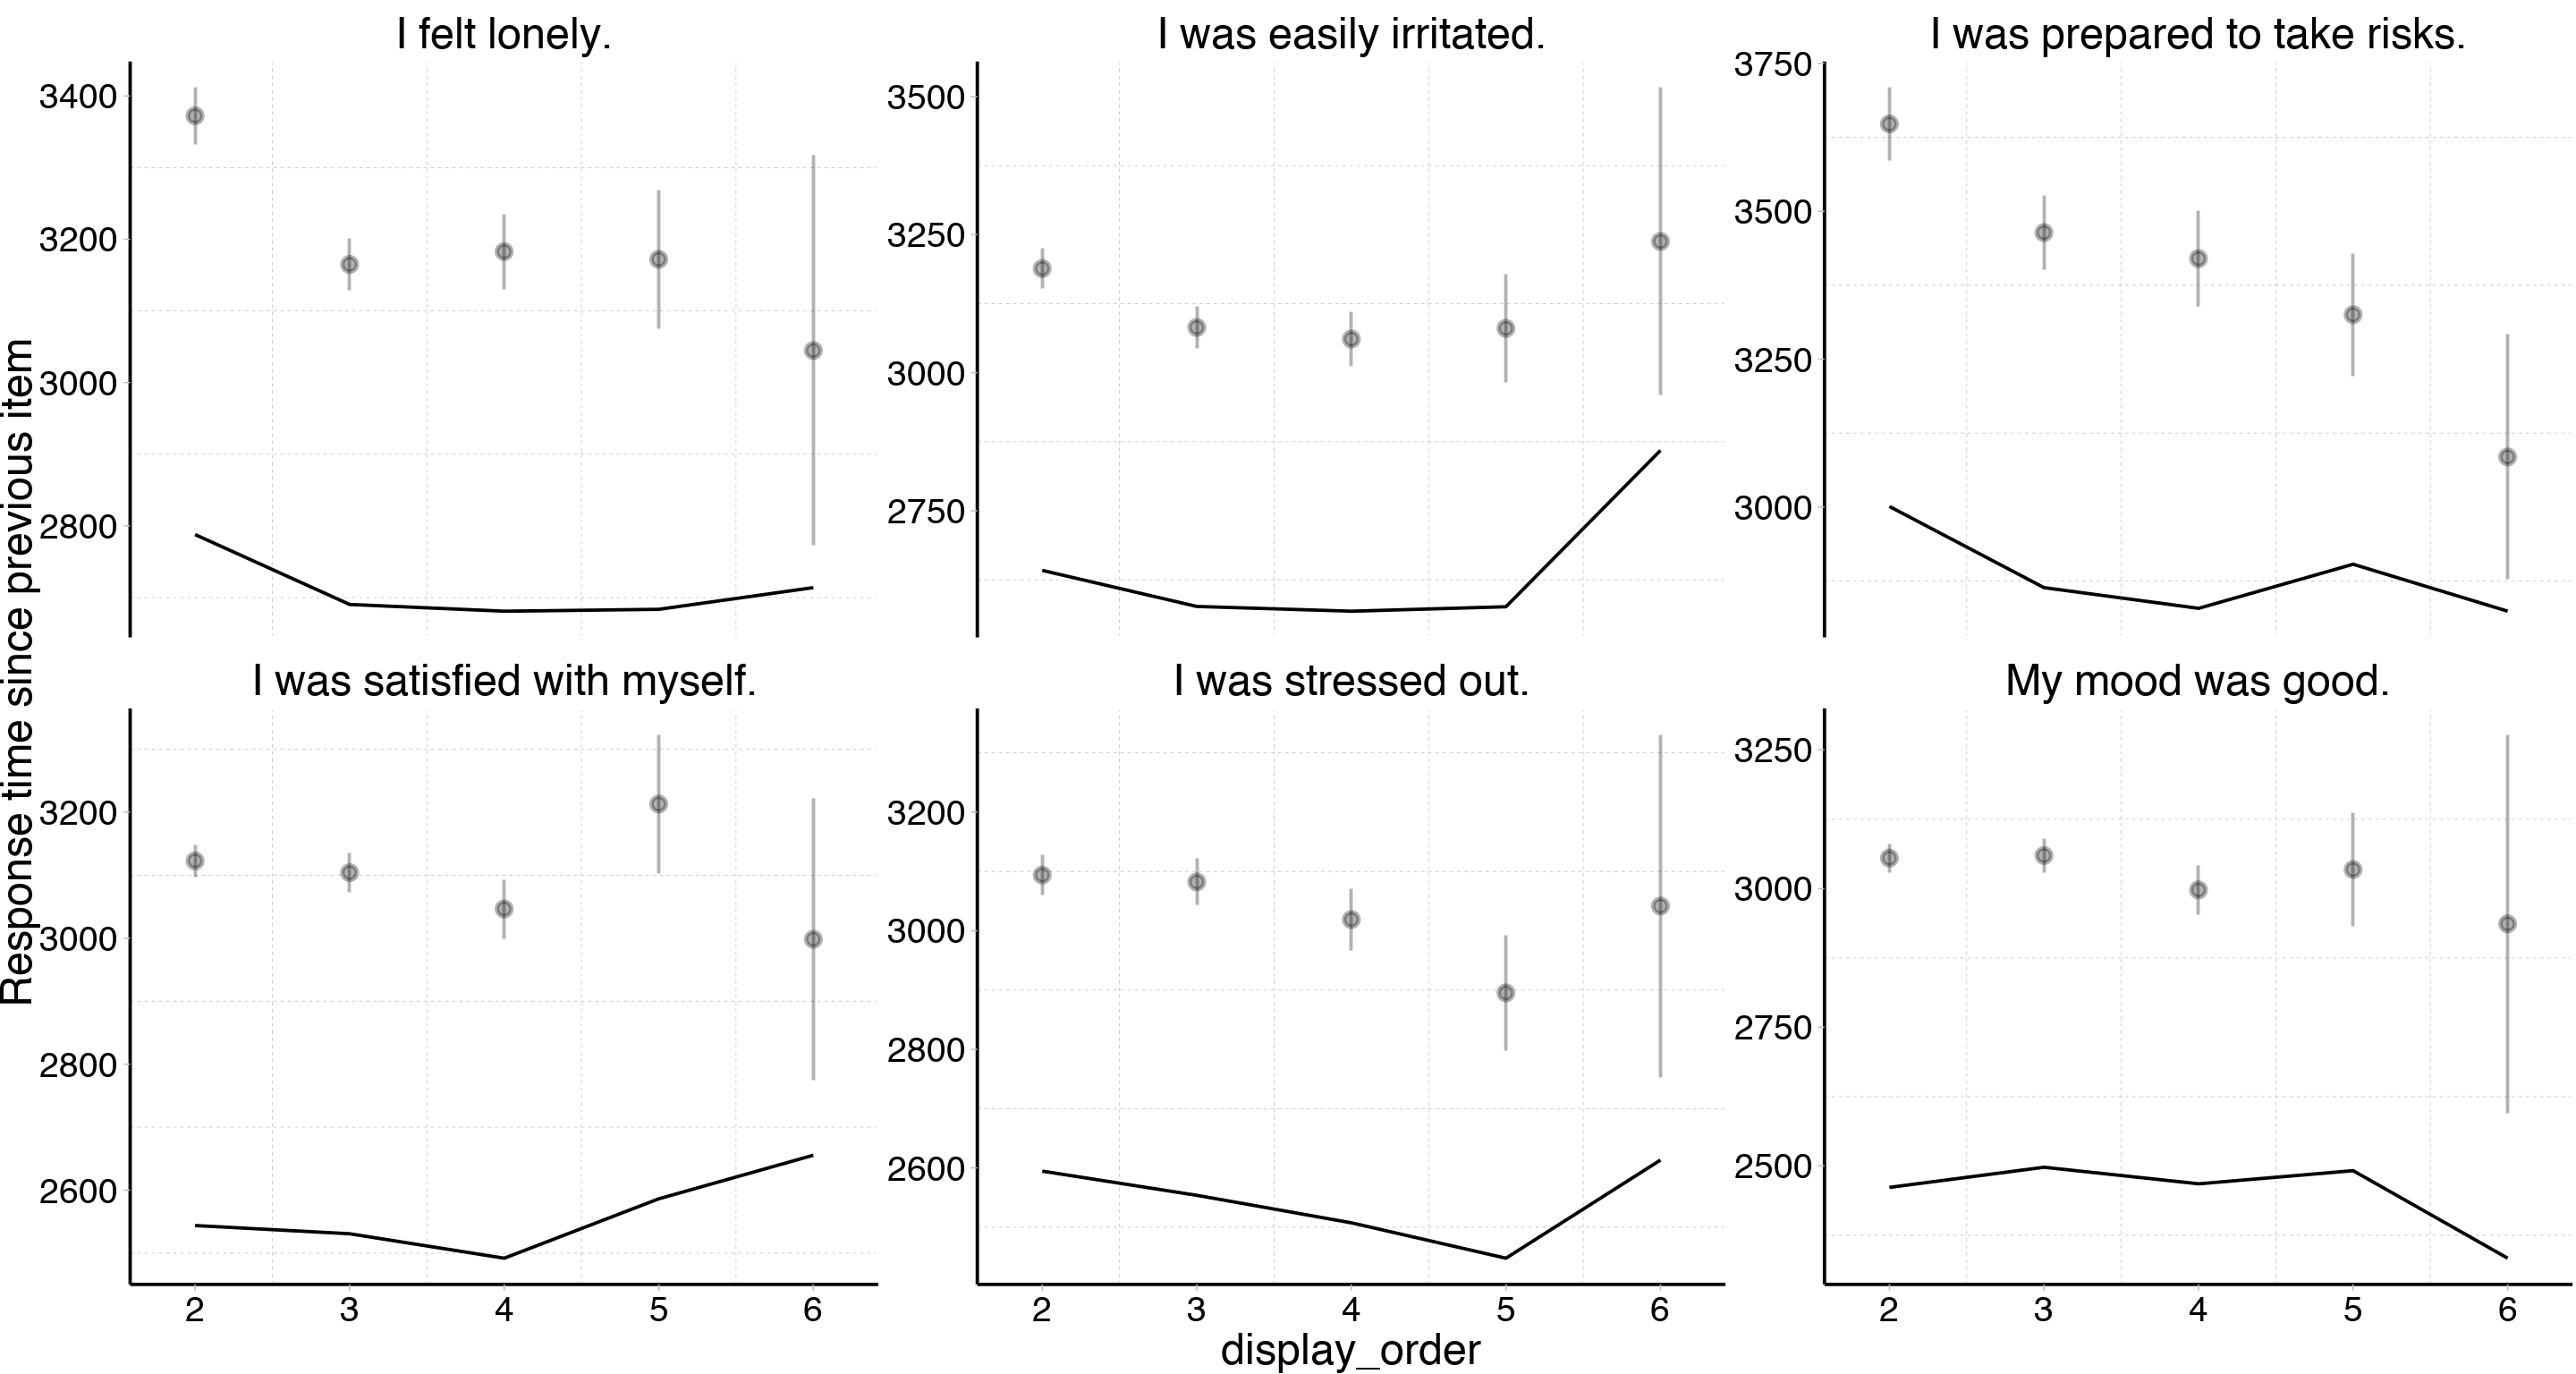 I felt lonely.
I was easily irritated.
I was prepared to take risks.
3400
3200
3000
2800
3500
3250
3000
2750
3750
3500
3250
3000
Response time since previous item
I was satisfied with myself.
I was stressed out.
My mood was good.
3200
3000
2800
2600
3200
3000
2800
2600
3250
3000
2750
2500
2 3 4 5 6
2 3 4 5 6
2 3 4 5 6
display_order